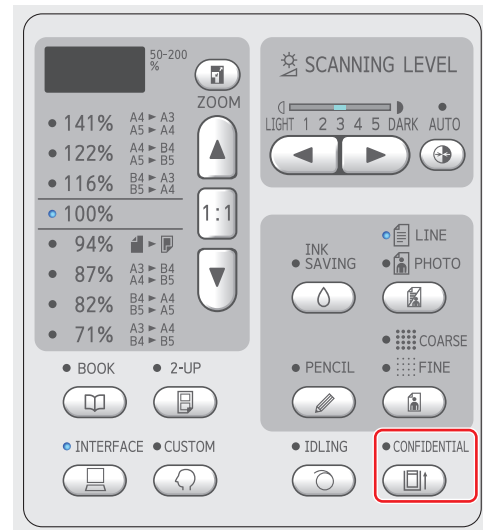 50-200
%
ZOOM
141% A4 ► A3
A5 ► A4
122% A4 ► B4
A5 ► B5
116% B4 ► A3
B5 ► A4
100%
1:1
94%
87% A3 ► B4
A4 ► B5
82% B4 ► A4
B5 ► A5
71% A3 ► A4
B4 ► B5
BOOK
2-UP
INTERFACE
CUSTOM
SCANNING LEVEL
LIGHT 1 2 3 4 5 DARK AUTO
INK
SAVING
LINE
PHOTO
COARSE
PENCIL
FINE
IDLING
CONFIDENTIAL